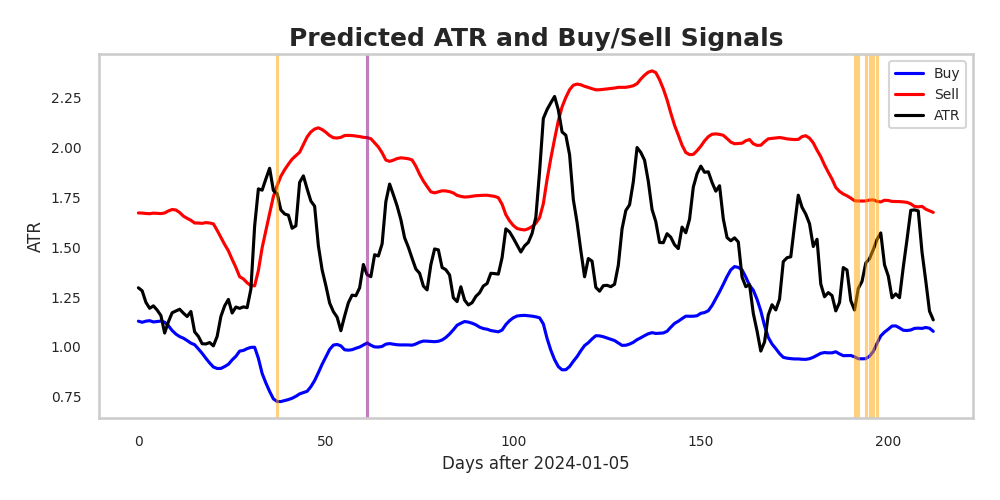 Predicted ATR and Buy/Sell Signals
Buy
Sell
ATR
ATR
2.25
2.00
1.75
1.50
1.25
1.00
0.75
0 50 100 150 200
Days after 2024-01-05